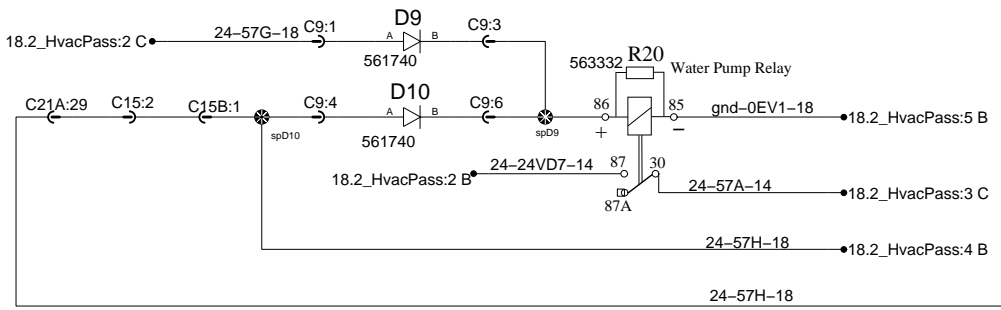 D9
24−57G−18 C9:1 C9:3
18.2_HvacPass:2 C A B
561740
563332 R20
Water Pump Relay
D10
C21A:29 C15:2 C15B:1 C9:4 A B C9:6 86 85 gnd−0EV1−18
spD10 spD9 + − 18.2_HvacPass:5 B
561740
24−24VD7−14 87 30
18.2_HvacPass:2 B 24−57A−14
87A 18.2_HvacPass:3 C
24−57H−18
18.2_HvacPass:4 B
24−57H−18